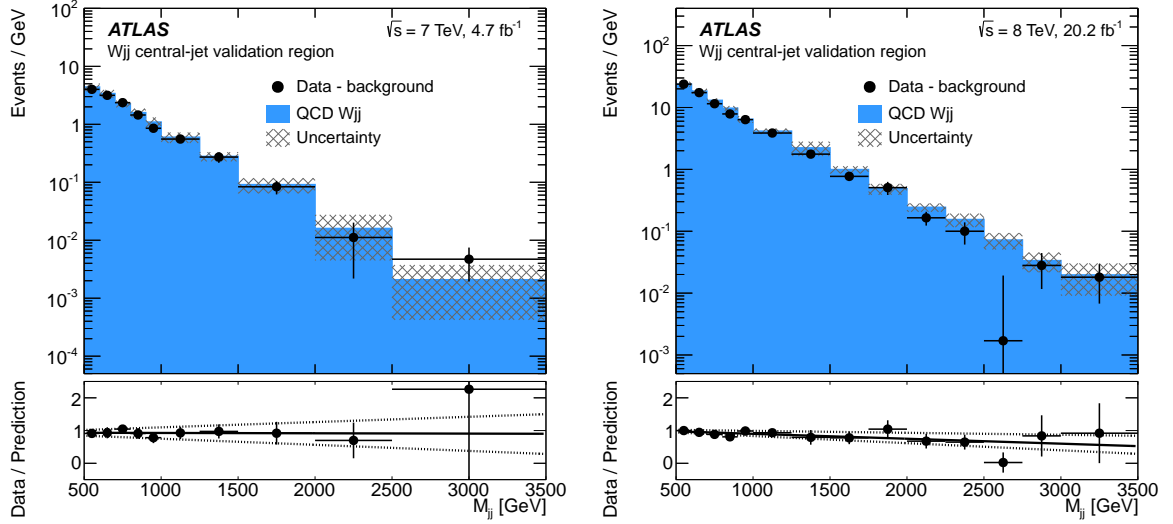 ATLAS √s = 7 TeV, 4.7 fb⁻¹
Wjj central-jet validation region
Data - background
QCD Wjj
Uncertainty
Events / GeV
10²
10
1
10⁻¹
10⁻²
10⁻³
10⁻⁴
Data / Prediction
2
1
0
500 1000 1500 2000 2500 3000 3500
M_jj [GeV]
ATLAS √s = 8 TeV, 20.2 fb⁻¹
Wjj central-jet validation region
Data - background
QCD Wjj
Uncertainty
Events / GeV
10²
10
1
10⁻¹
10⁻²
10⁻³
Data / Prediction
2
1
0
500 1000 1500 2000 2500 3000 3500
M_jj [GeV]